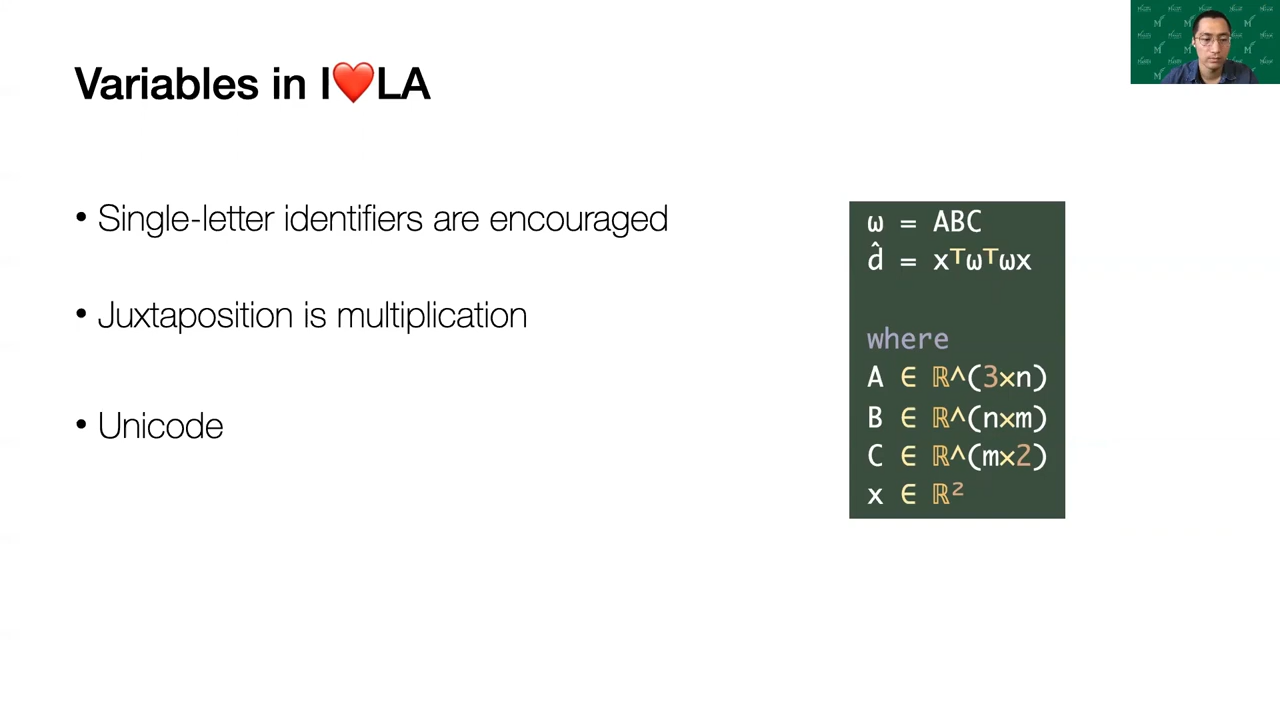 Variables in I❤️LA
• Single-letter identifiers are encouraged
• Juxtaposition is multiplication
• Unicode
ω = ABC
d̂ = xᵀωᵀωx
where
A ∈ ℝ^(3×n)
B ∈ ℝ^(n×m)
C ∈ ℝ^(m×2)
x ∈ ℝ²